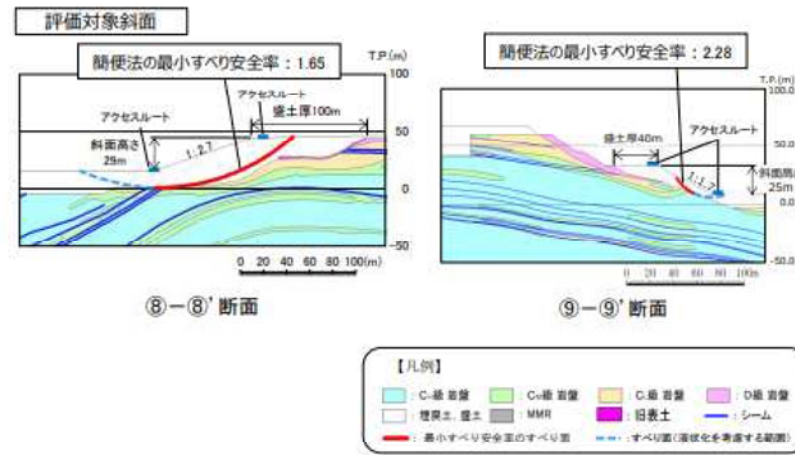 評価対象斜面
簡便法の最小すべり安全率：1.65
T.P.(m)
100
50
0
-50
アクセスルート
アクセスルート
盛土厚100m
斜面高さ
29m
1:2.7
0 20 40 60 80 100(m)
⑧－⑧'断面
簡便法の最小すべり安全率：2.28
T.P.(m)
100.0
50.0
0.0
-50.0
盛土厚40m
アクセスルート
斜面高さ
25m
1:1.7
0 20 40 60 80 100m
⑨－⑨'断面
【凡例】
：CH級 岩盤 ：CM級 岩盤 ：CL級 岩盤 ：D級 岩盤
：埋戻土、盛土 ：MMR ：旧表土 ：シーム
：最小すべり安全率のすべり面 ：すべり面(液状化を考慮する範囲)